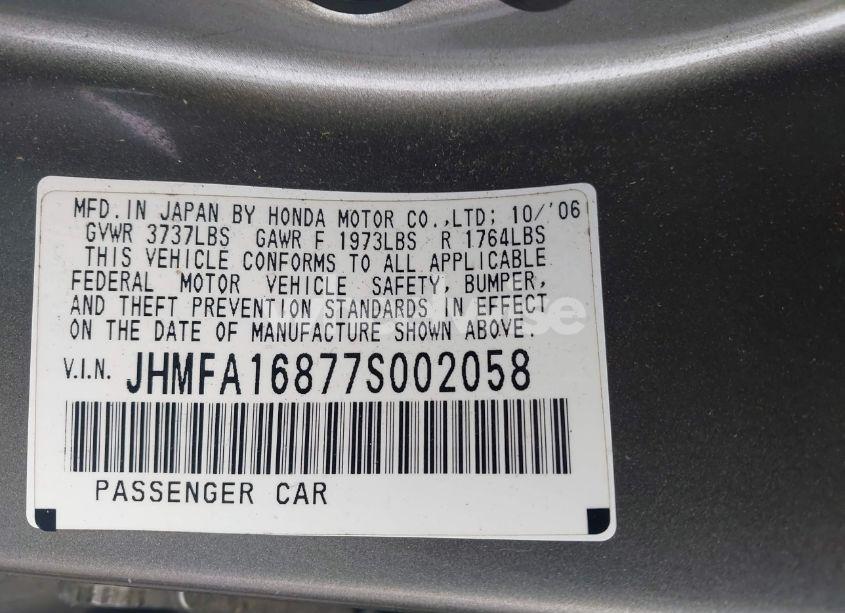 MFD. IN JAPAN BY HONDA MOTOR CO.,LTD; 10/'06
GVWR 3737LBS GAWR F 1973LBS R 1764LBS
THIS VEHICLE CONFORMS TO ALL APPLICABLE
FEDERAL MOTOR VEHICLE SAFETY, BUMPER,
AND THEFT PREVENTION STANDARDS IN EFFECT
ON THE DATE OF MANUFACTURE SHOWN ABOVE.
V.I.N. JHMFA16877S002058
PASSENGER CAR